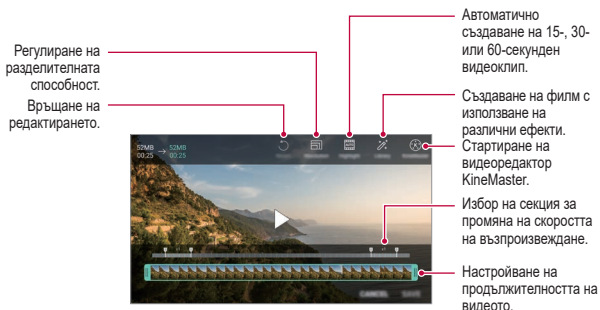 Автоматично
създаване на 15-, 30-
или 60-секунден
видеоклип.
Регулиране на
разделителната
способност.
Връщане на
редактирането.
Създаване на филм с
използване на
различни ефекти.
Стартиране на
видеоредактор
KineMaster.
Избор на секция за
промяна на скоростта
на възпроизвеждане.
Настройване на
продължителността на
видеото.
52MB → 52MB
00:25 00:25
CANCEL SAVE